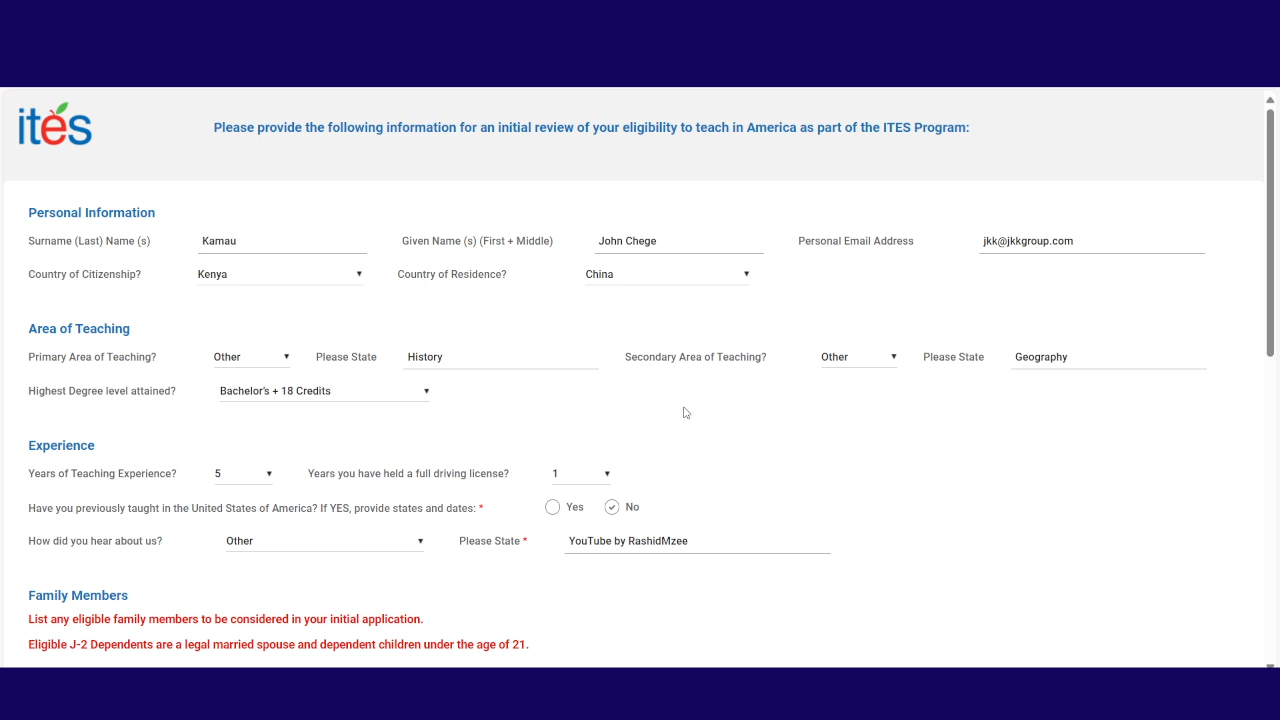 ites
Please provide the following information for an initial review of your eligibility to teach in America as part of the ITES Program:
Personal Information
Surname (Last) Name (s) Kamau Given Name (s) (First + Middle) John Chege Personal Email Address jkk@jkkgroup.com
Country of Citizenship? Kenya Country of Residence? China
Area of Teaching
Primary Area of Teaching? Other Please State History Secondary Area of Teaching? Other Please State Geography
Highest Degree level attained? Bachelor's + 18 Credits
Experience
Years of Teaching Experience? 5 Years you have held a full driving license? 1
Have you previously taught in the United States of America? If YES, provide states and dates: * Yes No
How did you hear about us? Other Please State * YouTube by RashidMzee
Family Members
List any eligible family members to be considered in your initial application.
Eligible J-2 Dependents are a legal married spouse and dependent children under the age of 21.